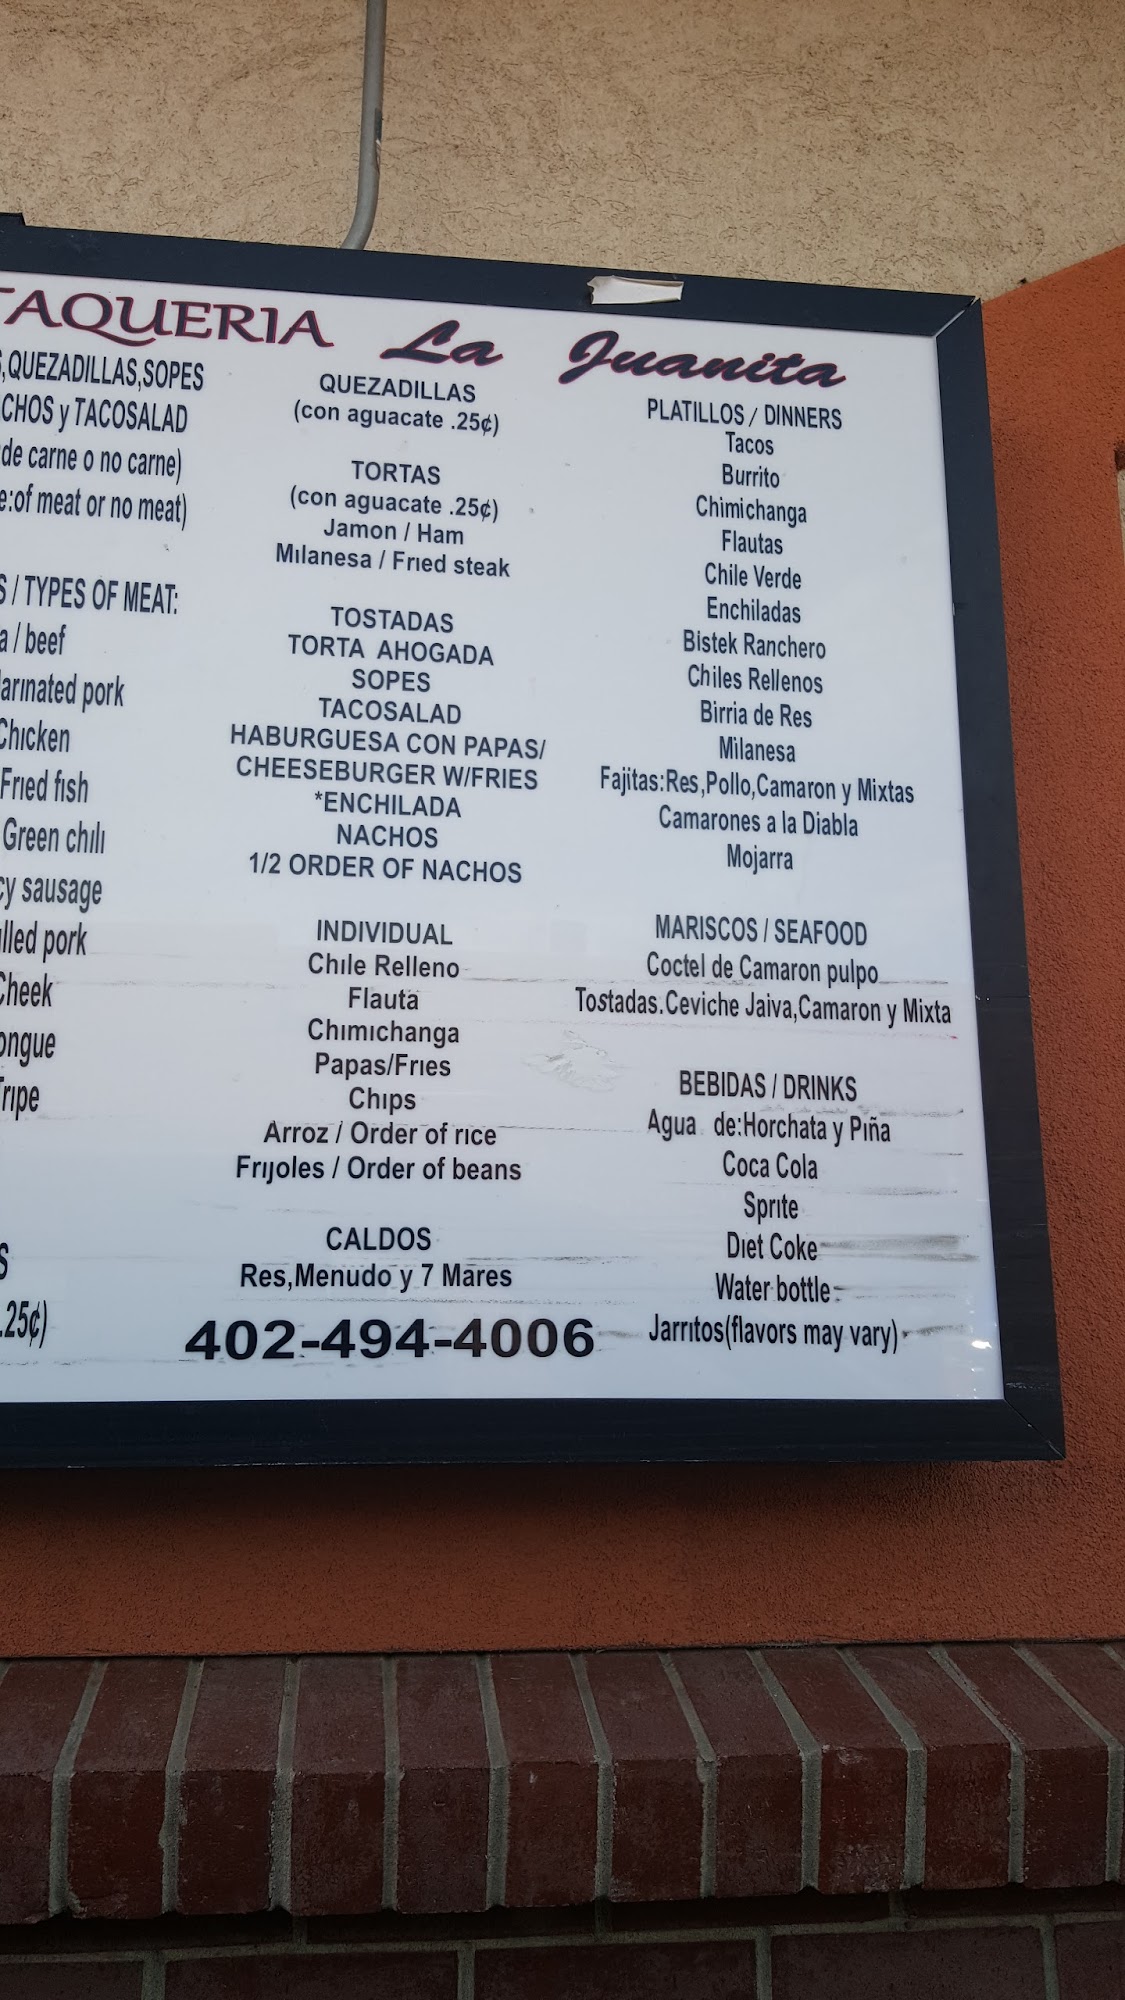 TAQUERIA La Juanita
QUEZADILLAS,SOPES
y TACOSALAD
de carne o no carne)
of meat or no meat)
/ TYPES OF MEAT:
/ beef
pork
Chicken
Fried fish
Green chili
sausage
pork
Cheek
.25¢)
QUEZADILLAS
(con aguacate .25¢)
TORTAS
(con aguacate .25¢)
Jamon / Ham
Milanesa / Fried steak
TOSTADAS
TORTA AHOGADA
SOPES
TACOSALAD
HABURGUESA CON PAPAS/
CHEESEBURGER W/FRIES
*ENCHILADA
NACHOS
1/2 ORDER OF NACHOS
INDIVIDUAL
Chile Relleno
Flauta
Chimichanga
Papas/Fries
Chips
Arroz / Order of rice
Frijoles / Order of beans
CALDOS
Res,Menudo y 7 Mares
402-494-4006
PLATILLOS / DINNERS
Tacos
Burrito
Chimichanga
Flautas
Chile Verde
Enchiladas
Bistek Ranchero
Chiles Rellenos
Birria de Res
Milanesa
Fajitas:Res,Pollo,Camaron y Mixtas
Camarones a la Diabla
Mojarra
MARISCOS / SEAFOOD
Coctel de Camaron pulpo
Tostadas.Ceviche Jaiva,Camaron y Mixta
BEBIDAS / DRINKS
Agua de:Horchata y Piña
Coca Cola
Sprite
Diet Coke
Water bottle
Jarritos(flavors may vary)